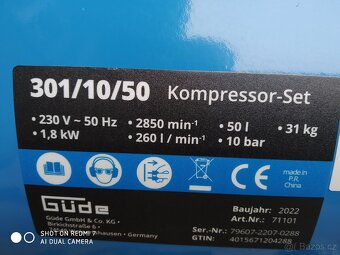 301/10/50 Kompressor-Set
• 230 V ~ 50 Hz • 2850 min⁻¹ • 50 l • 31 kg
• 1,8 kW • 260 l / min⁻¹ • 10 bar
CE
made in
P.R.
China
Güde
Güde GmbH & Co. KG •
Birkichstraße 6 •
hausen • Germany
Baujahr: 2022
Art.Nr.: 71101
Ser.-Nr.: 79607-2207-0288
GTIN: 4015671204288
SHOT ON REDMI 7
AI DUAL CAMERA